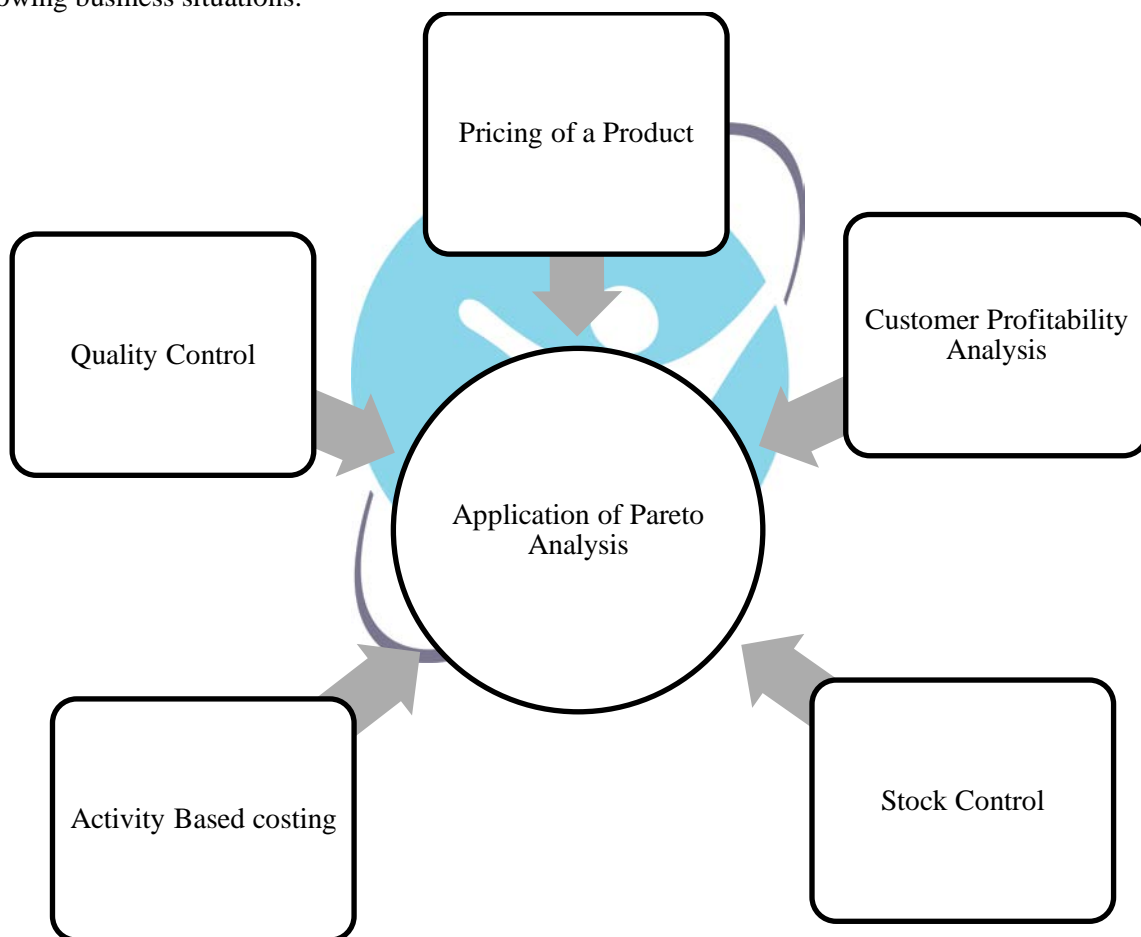 business situations:
Pricing of a Product
Customer Profitability
Analysis
Quality Control
Application of Pareto
Analysis
Stock Control
Activity Based costing